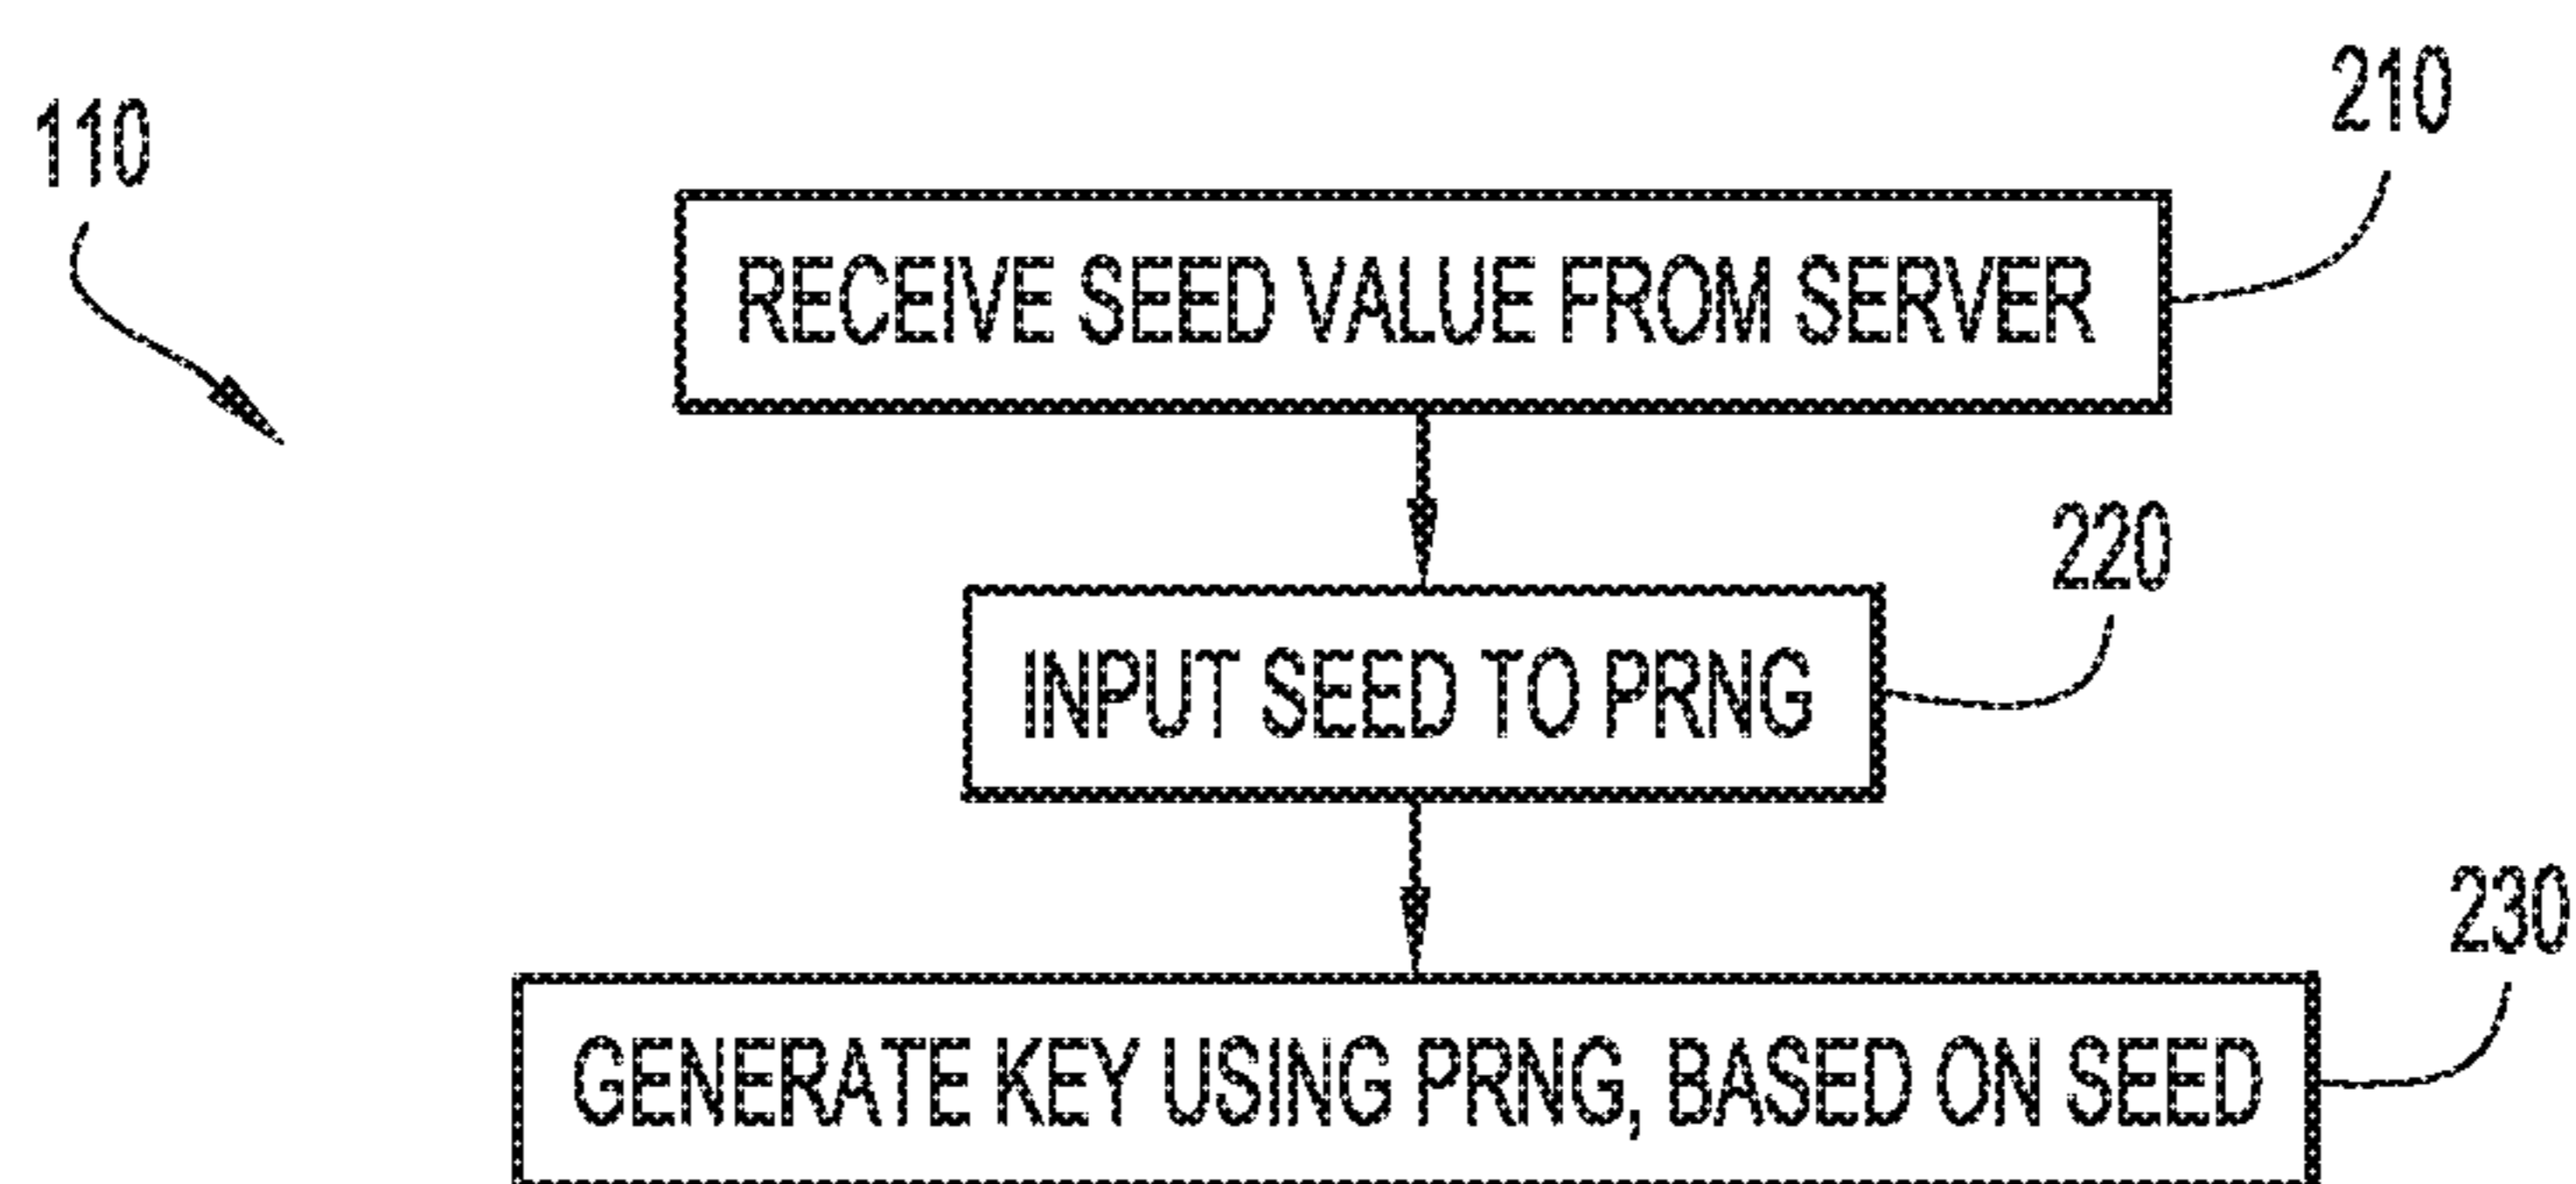 110
210
RECEIVE SEED VALUE FROM SERVER
220
INPUT SEED TO PRNG
230
GENERATE KEY USING PRNG, BASED ON SEED